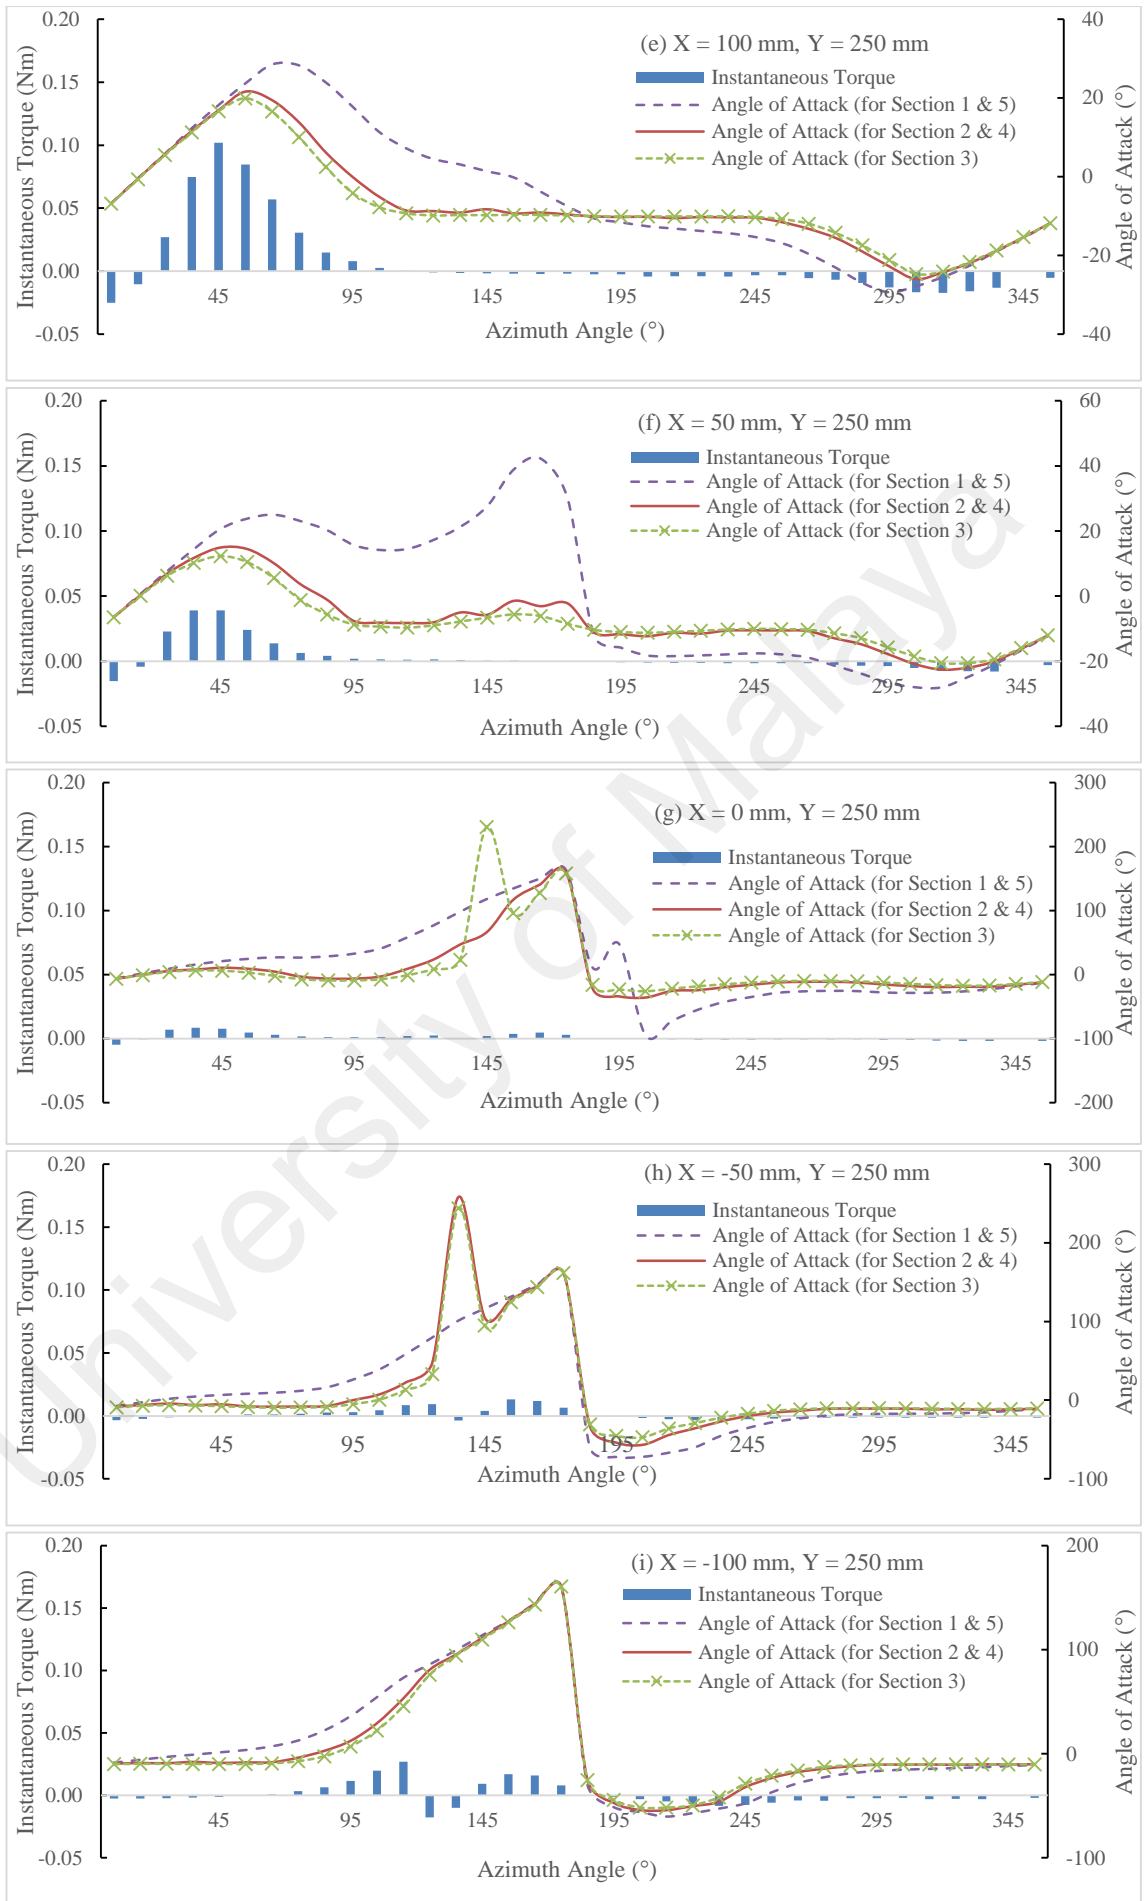 (e) X = 100 mm, Y = 250 mm
Instantaneous Torque
Angle of Attack (for Section 1 & 5)
Angle of Attack (for Section 2 & 4)
Angle of Attack (for Section 3)
Instantaneous Torque (Nm)
0.20
0.15
0.10
0.05
0.00
-0.05
45 95 145 195 245 295 345
Azimuth Angle (°)
40
20
0
-20
-40
Angle of Attack (°)
(f) X = 50 mm, Y = 250 mm
Instantaneous Torque
Angle of Attack (for Section 1 & 5)
Angle of Attack (for Section 2 & 4)
Angle of Attack (for Section 3)
Instantaneous Torque (Nm)
0.20
0.15
0.10
0.05
0.00
-0.05
45 95 145 195 245 295 345
Azimuth Angle (°)
60
40
20
0
-20
-40
Angle of Attack (°)
(g) X = 0 mm, Y = 250 mm
Instantaneous Torque
Angle of Attack (for Section 1 & 5)
Angle of Attack (for Section 2 & 4)
Angle of Attack (for Section 3)
Instantaneous Torque (Nm)
0.20
0.15
0.10
0.05
0.00
-0.05
45 95 145 195 245 295 345
Azimuth Angle (°)
300
200
100
0
-100
-200
Angle of Attack (°)
(h) X = -50 mm, Y = 250 mm
Instantaneous Torque
Angle of Attack (for Section 1 & 5)
Angle of Attack (for Section 2 & 4)
Angle of Attack (for Section 3)
Instantaneous Torque (Nm)
0.20
0.15
0.10
0.05
0.00
-0.05
45 95 145 195 245 295 345
Azimuth Angle (°)
300
200
100
0
-100
Angle of Attack (°)
(i) X = -100 mm, Y = 250 mm
Instantaneous Torque
Angle of Attack (for Section 1 & 5)
Angle of Attack (for Section 2 & 4)
Angle of Attack (for Section 3)
Instantaneous Torque (Nm)
0.20
0.15
0.10
0.05
0.00
-0.05
45 95 145 195 245 295 345
Azimuth Angle (°)
200
100
0
-100
Angle of Attack (°)
University of Malaya